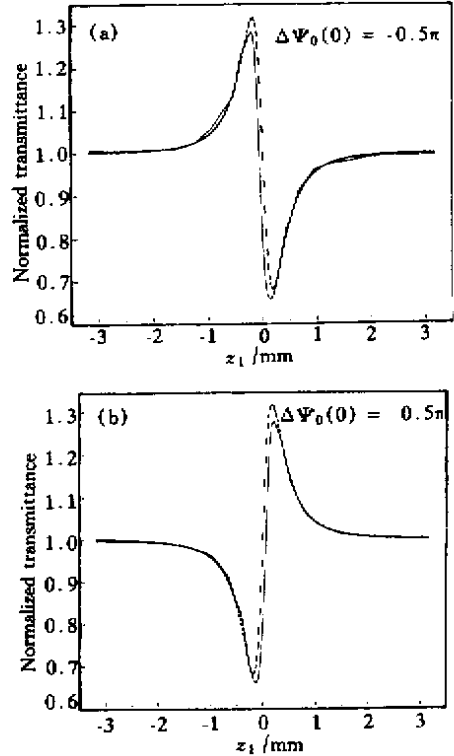 (a)
ΔΨ₀(0) = -0.5π
1.3
1.2
1.1
1.0
0.9
0.8
0.7
0.6
Normalized transmittance
-3 -2 -1 0 1 2 3
z₁ /mm
(b)
ΔΨ₀(0) = 0.5π
1.3
1.2
1.1
1.0
0.9
0.8
0.7
0.6
Normalized transmittance
-3 -2 -1 0 1 2 3
z₁ /mm